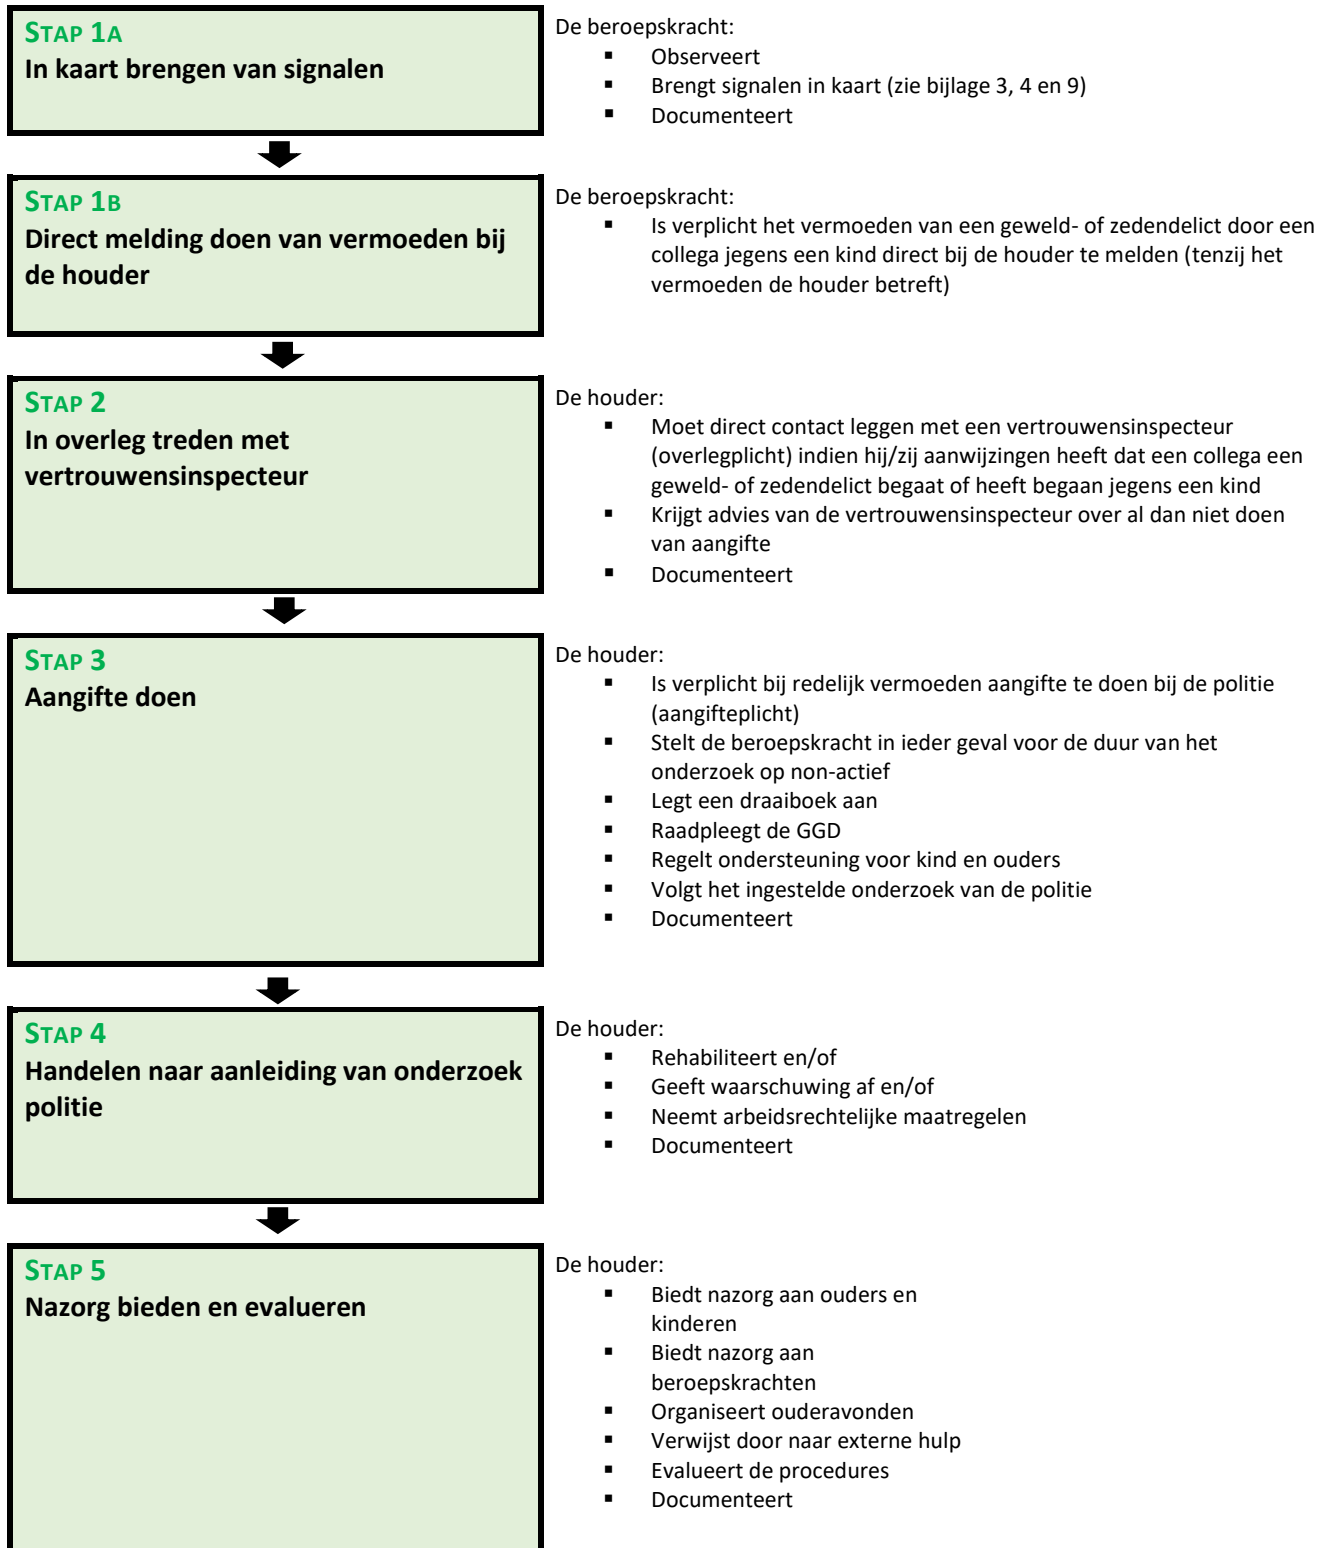 STAP 1A
In kaart brengen van signalen
De beroepskracht:
▪ Observeert
▪ Brengt signalen in kaart (zie bijlage 3, 4 en 9)
▪ Documenteert
STAP 1B
Direct melding doen van vermoeden bij
de houder
De beroepskracht:
▪ Is verplicht het vermoeden van een geweld- of zedendelict door een
collega jegens een kind direct bij de houder te melden (tenzij het
vermoeden de houder betreft)
STAP 2
In overleg treden met
vertrouwensinspecteur
De houder:
▪ Moet direct contact leggen met een vertrouwensinspecteur
(overlegplicht) indien hij/zij aanwijzingen heeft dat een collega een
geweld- of zedendelict begaat of heeft begaan jegens een kind
▪ Krijgt advies van de vertrouwensinspecteur over al dan niet doen
van aangifte
▪ Documenteert
STAP 3
Aangifte doen
De houder:
▪ Is verplicht bij redelijk vermoeden aangifte te doen bij de politie
(aangifteplicht)
▪ Stelt de beroepskracht in ieder geval voor de duur van het
onderzoek op non-actief
▪ Legt een draaiboek aan
▪ Raadpleegt de GGD
▪ Regelt ondersteuning voor kind en ouders
▪ Volgt het ingestelde onderzoek van de politie
▪ Documenteert
STAP 4
Handelen naar aanleiding van onderzoek
politie
De houder:
▪ Rehabiliteert en/of
▪ Geeft waarschuwing af en/of
▪ Neemt arbeidsrechtelijke maatregelen
▪ Documenteert
STAP 5
Nazorg bieden en evalueren
De houder:
▪ Biedt nazorg aan ouders en
kinderen
▪ Biedt nazorg aan
beroepskrachten
▪ Organiseert ouderavonden
▪ Verwijst door naar externe hulp
▪ Evalueert de procedures
▪ Documenteert